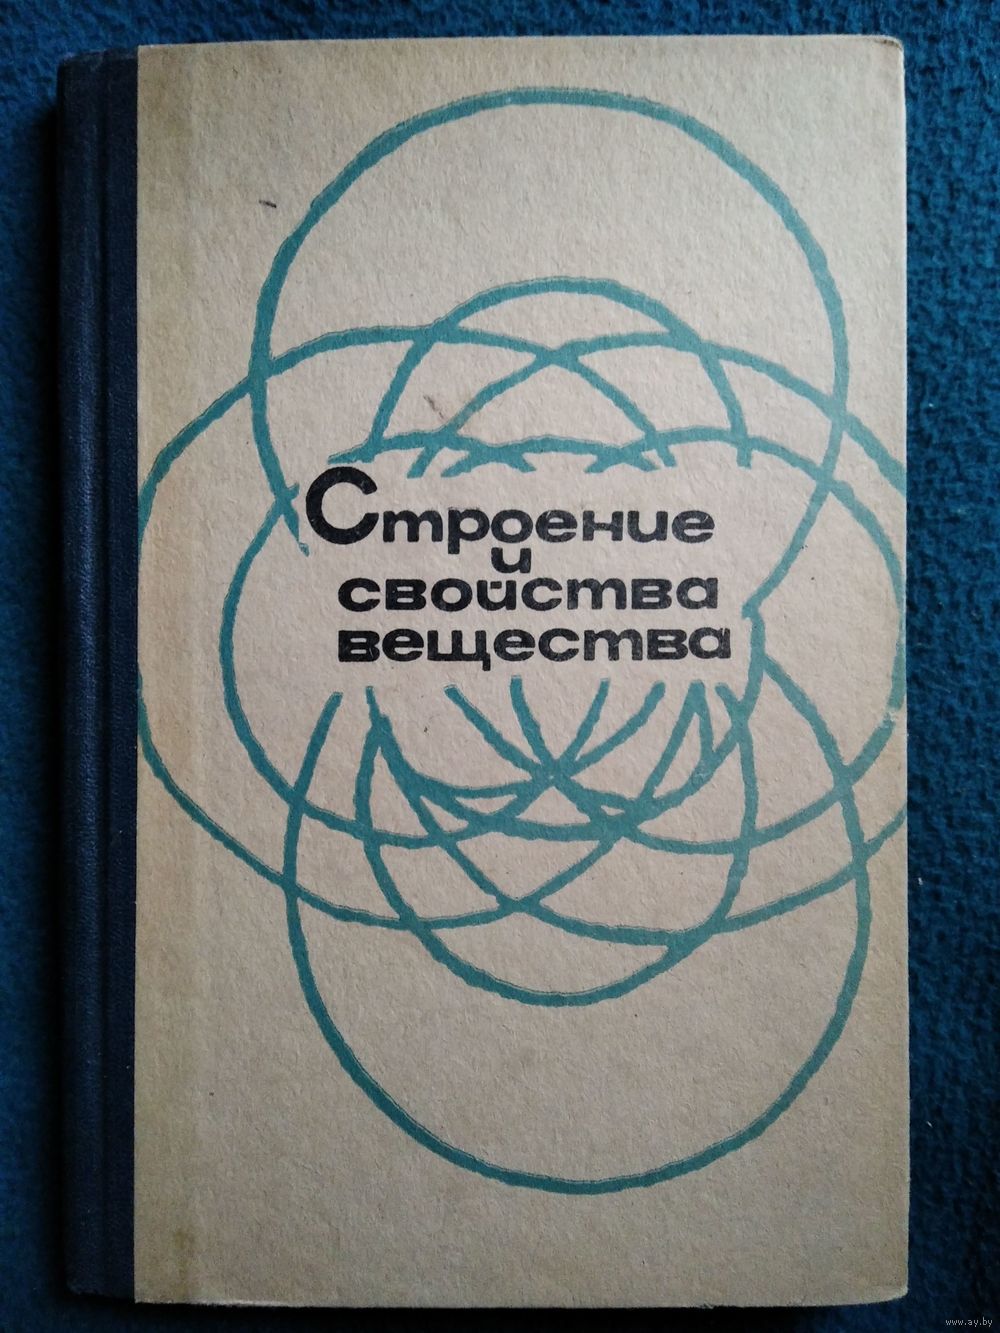 Строение
и
свойства
вещества
www.ay.by